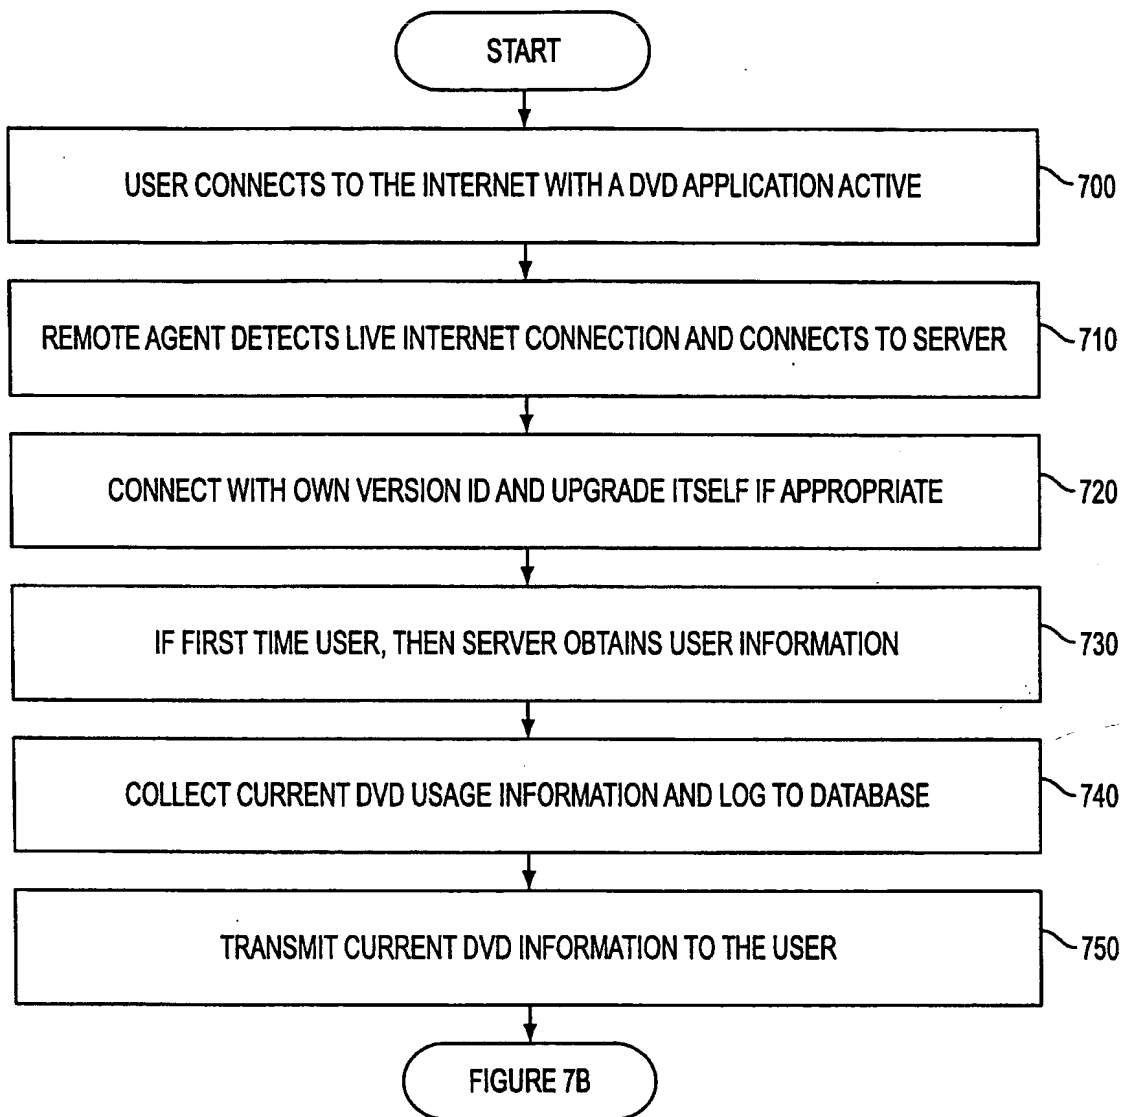 START
USER CONNECTS TO THE INTERNET WITH A DVD APPLICATION ACTIVE
700
REMOTE AGENT DETECTS LIVE INTERNET CONNECTION AND CONNECTS TO SERVER
710
CONNECT WITH OWN VERSION ID AND UPGRADE ITSELF IF APPROPRIATE
720
IF FIRST TIME USER, THEN SERVER OBTAINS USER INFORMATION
730
COLLECT CURRENT DVD USAGE INFORMATION AND LOG TO DATABASE
740
TRANSMIT CURRENT DVD INFORMATION TO THE USER
750
FIGURE 7B